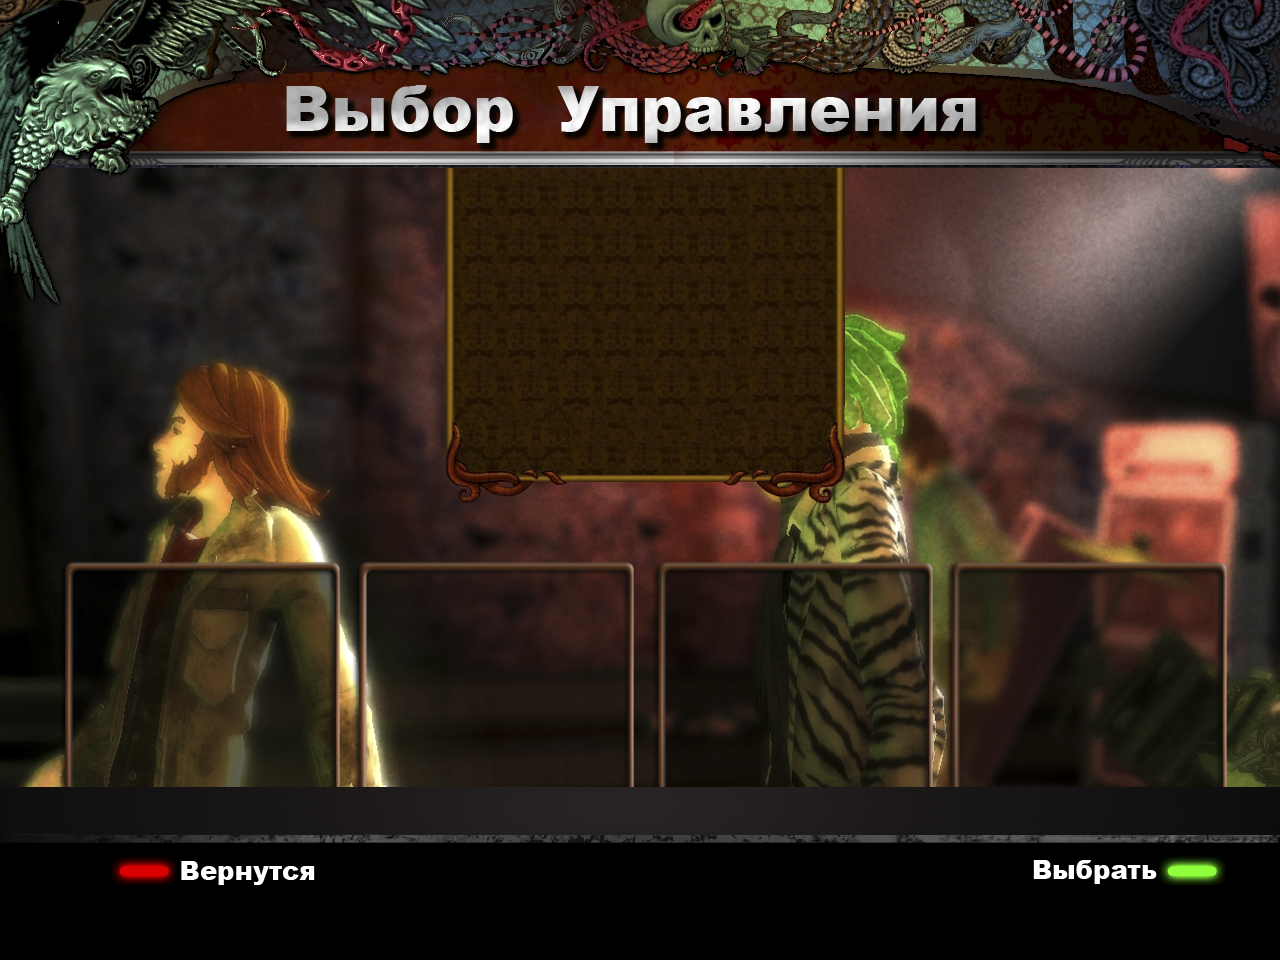 Выбор Управления
Вернутся
Выбрать